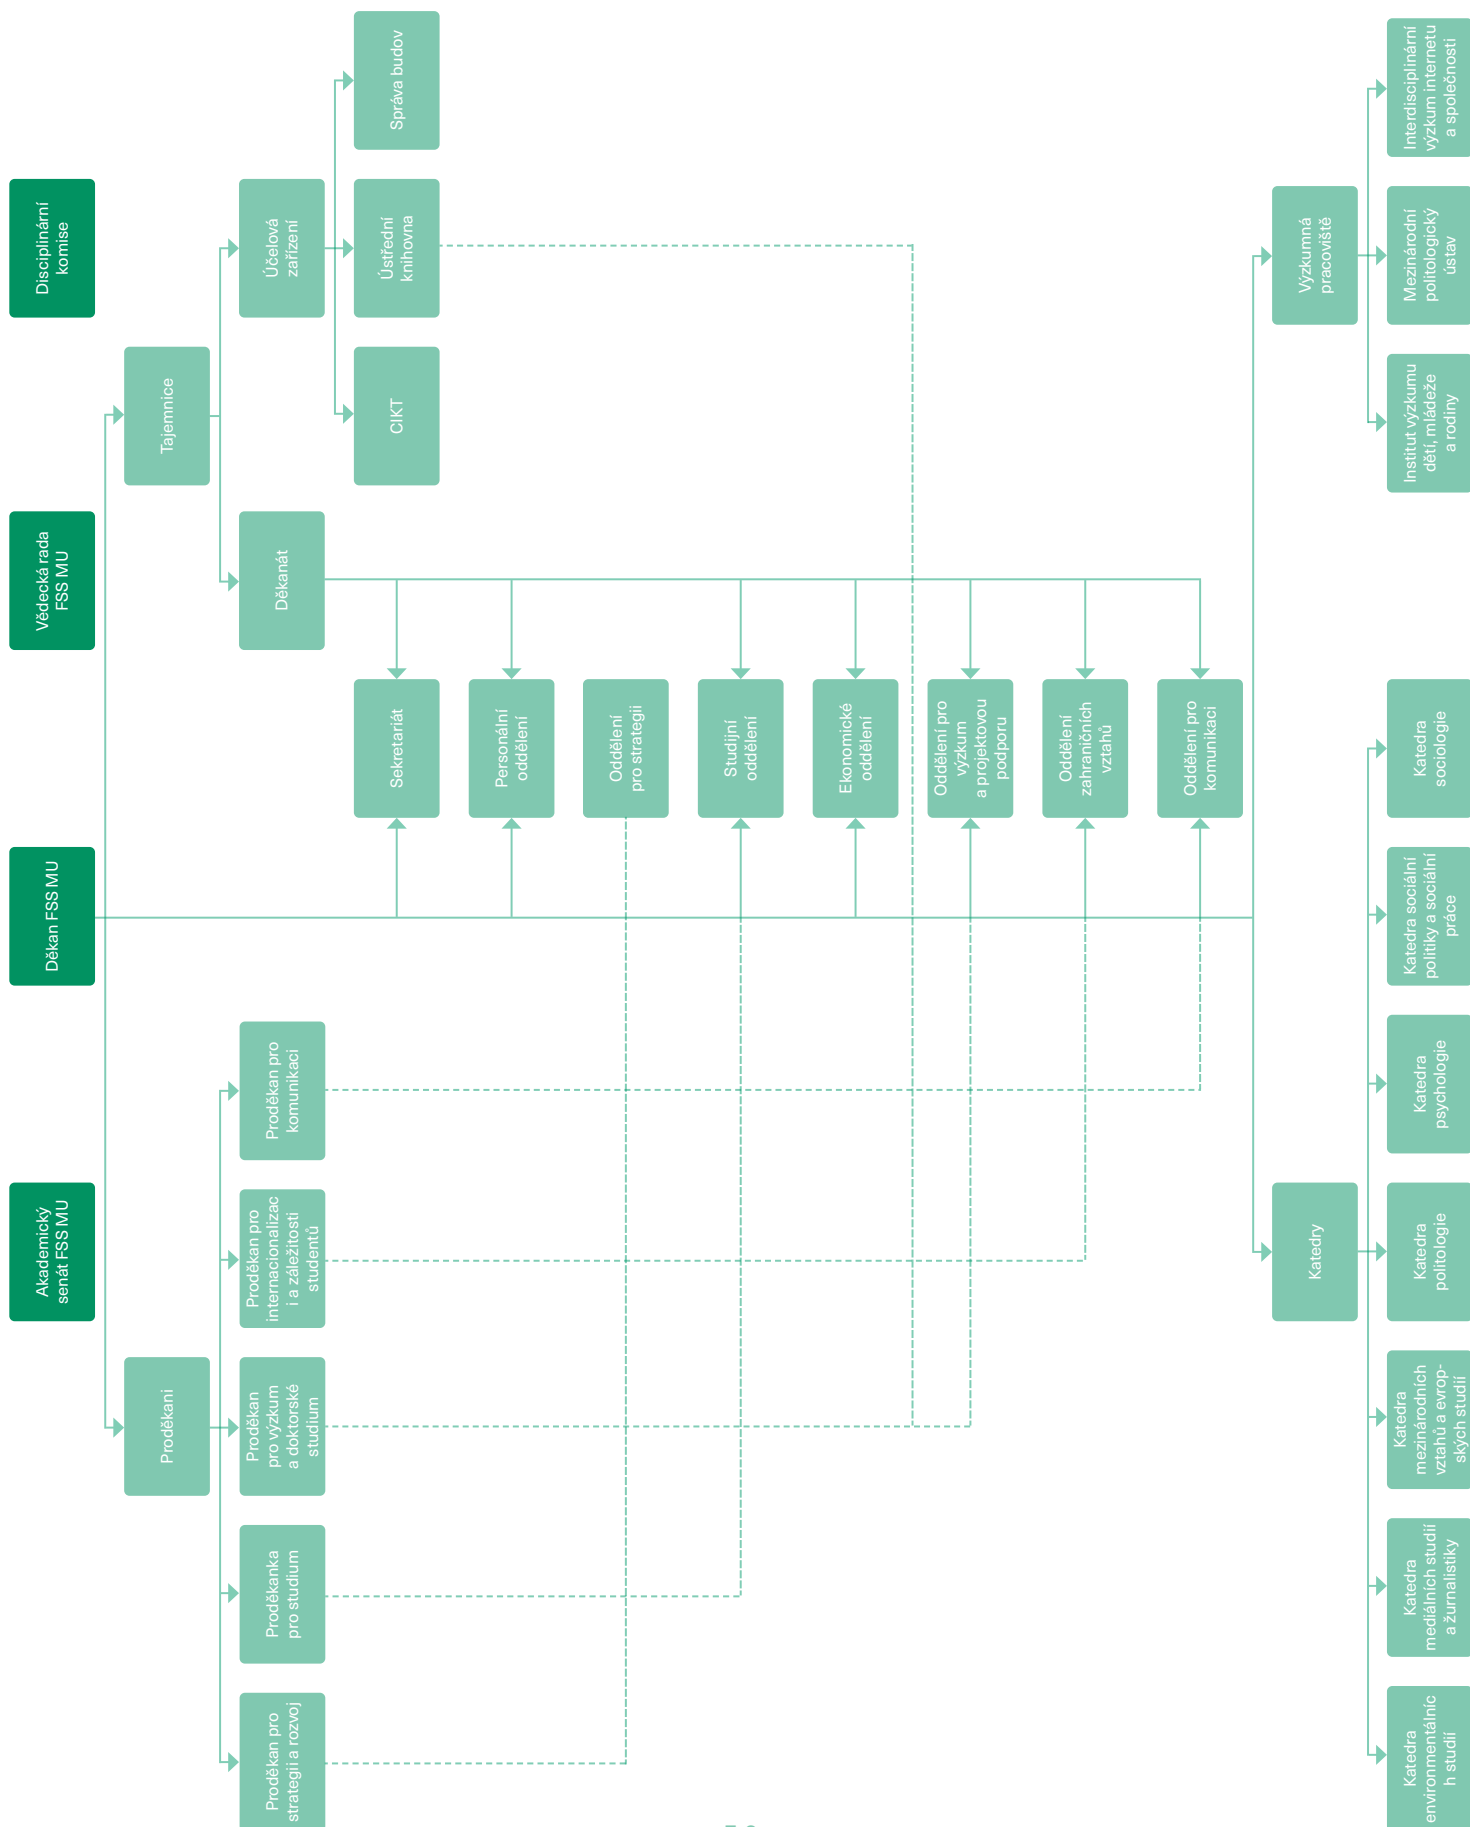 Akademický
senát FSS MU
Děkan FSS MU
Vědecká rada
FSS MU
Disciplinární
komise
Proděkani
Tajemnice
Proděkan pro
strategii a rozvoj
Proděkanka
pro studium
Proděkan
pro výzkum
a doktorské
studium
Proděkan pro
internacionalizac
i a záležitosti
studentů
Proděkan pro
komunikaci
Děkanát
Účelová
zařízení
CIKT
Ústřední
knihovna
Správa budov
Sekretariát
Personální
oddělení
Oddělení
pro strategii
Studijní
oddělení
Ekonomické
oddělení
Oddělení pro
výzkum
a projektovou
podporu
Oddělení
zahraničních
vztahů
Oddělení pro
komunikaci
Katedry
Výzkumná
pracoviště
Katedra
environmentálníc
h studií
Katedra
mediálních studií
a žurnalistiky
Katedra
mezinárodních
vztahů a evrop-
ských studií
Katedra
politologie
Katedra
psychologie
Katedra sociální
politiky a sociální
práce
Katedra
sociologie
Institut výzkumu
dětí, mládeže
a rodiny
Mezinárodní
politologický
ústav
Interdisciplinární
výzkum internetu
a společnosti